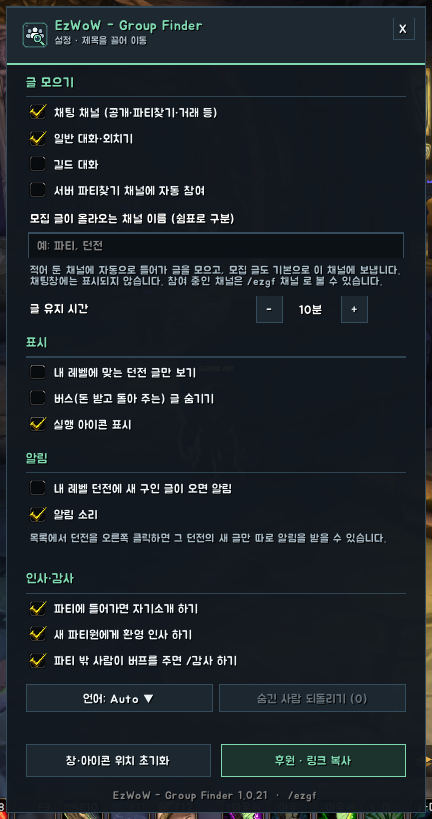 EzWoW - Group Finder
설정 · 제목을 끌어 이동
X
글 모으기
채팅 채널 (공개·파티찾기·거래 등)
일반 대화·외치기
길드 대화
서버 파티찾기 채널에 자동 참여
모집 글이 올라오는 채널 이름 (쉼표로 구분)
예: 파티, 던전
적어 둔 채널에 자동으로 들어가 글을 모으고, 모집 글도 기본으로 이 채널에 보냅니다.
채팅창에는 표시되지 않습니다. 참여 중인 채널은 /ezgf 채널 로 볼 수 있습니다.
글 유지 시간
- 10분 +
표시
내 레벨에 맞는 던전 글만 보기
버스(돈 받고 돌아 주는) 글 숨기기
실행 아이콘 표시
알림
내 레벨 던전에 새 구인 글이 오면 알림
알림 소리
목록에서 던전을 오른쪽 클릭하면 그 던전의 새 글만 따로 알림을 받을 수 있습니다.
인사·감사
파티에 들어가면 자기소개 하기
새 파티원에게 환영 인사 하기
파티 밖 사람이 버프를 주면 /감사 하기
언어: Auto ▼
숨긴 사람 되돌리기 (0)
창·아이콘 위치 초기화
후원 · 링크 복사
EzWoW - Group Finder 1.0.21 · /ezgf